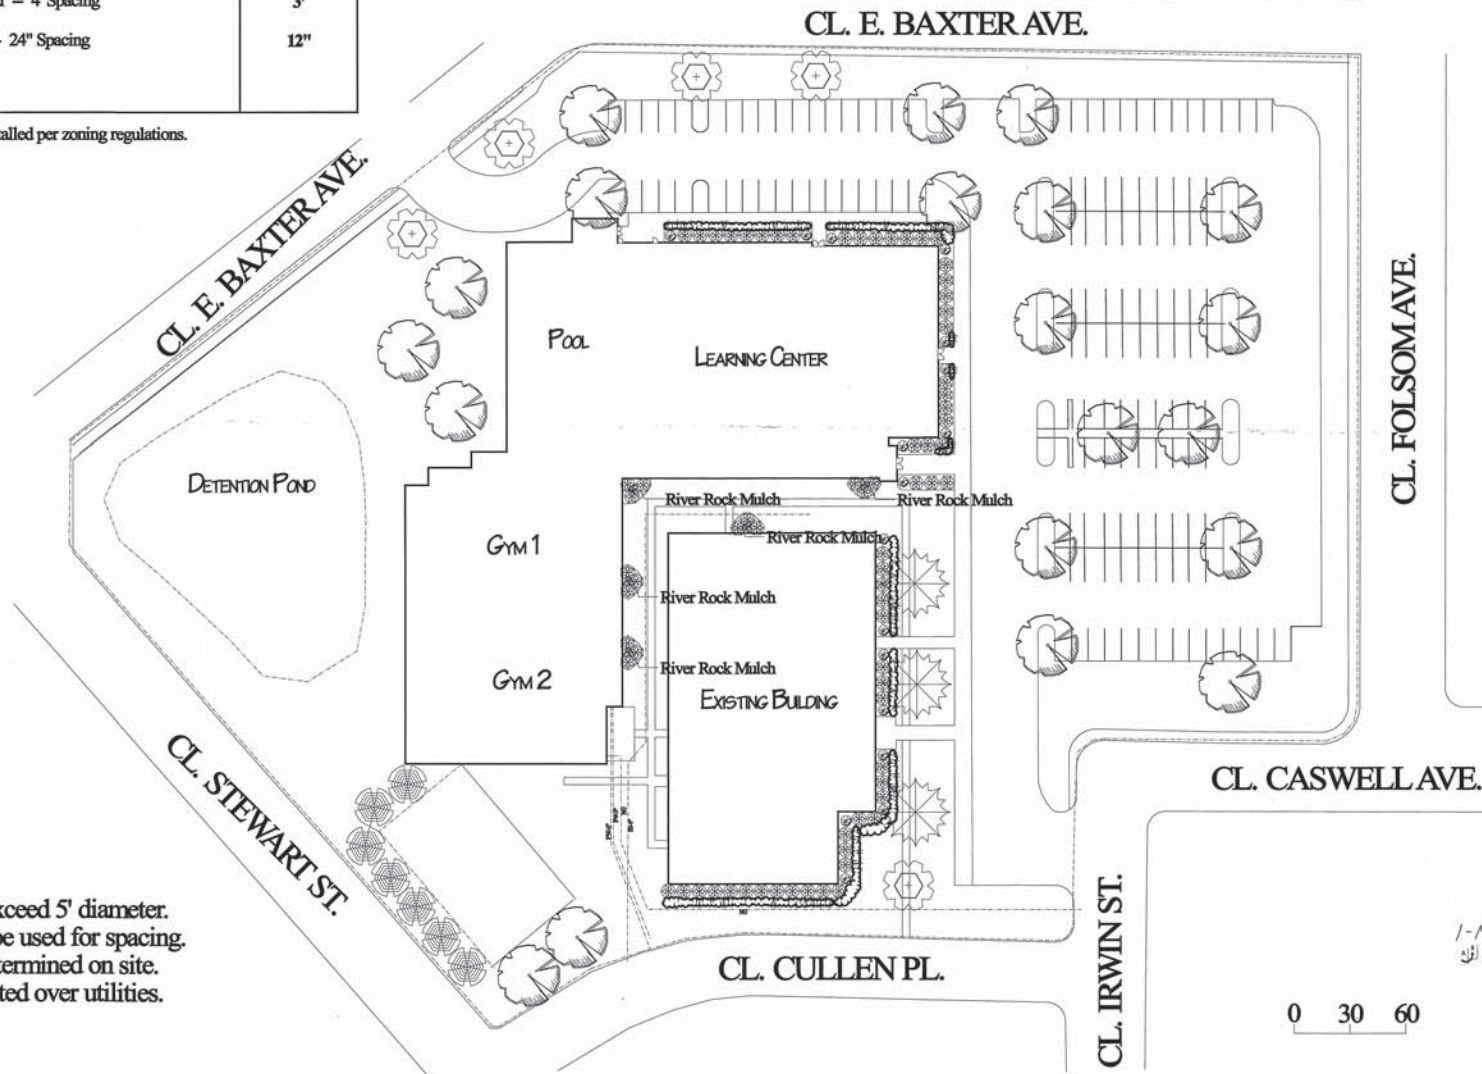 4' Spacing 3'
24" Spacing 12"
CL. E. BAXTER AVE.
alled per zoning regulations.
CL. E. BAXTER AVE.
POOL
LEARNING CENTER
CL. FOLSOM AVE.
DETENTION POND
River Rock Mulch
River Rock Mulch
River Rock Mulch
GYM 1
River Rock Mulch
River Rock Mulch
GYM 2
EXISTING BUILDING
CL. STEWART ST.
CL. CASWELL AVE.
xceed 5' diameter.
be used for spacing.
termined on site.
ted over utilities.
CL. CULLEN PL.
CL. IRWIN ST.
0 30 60